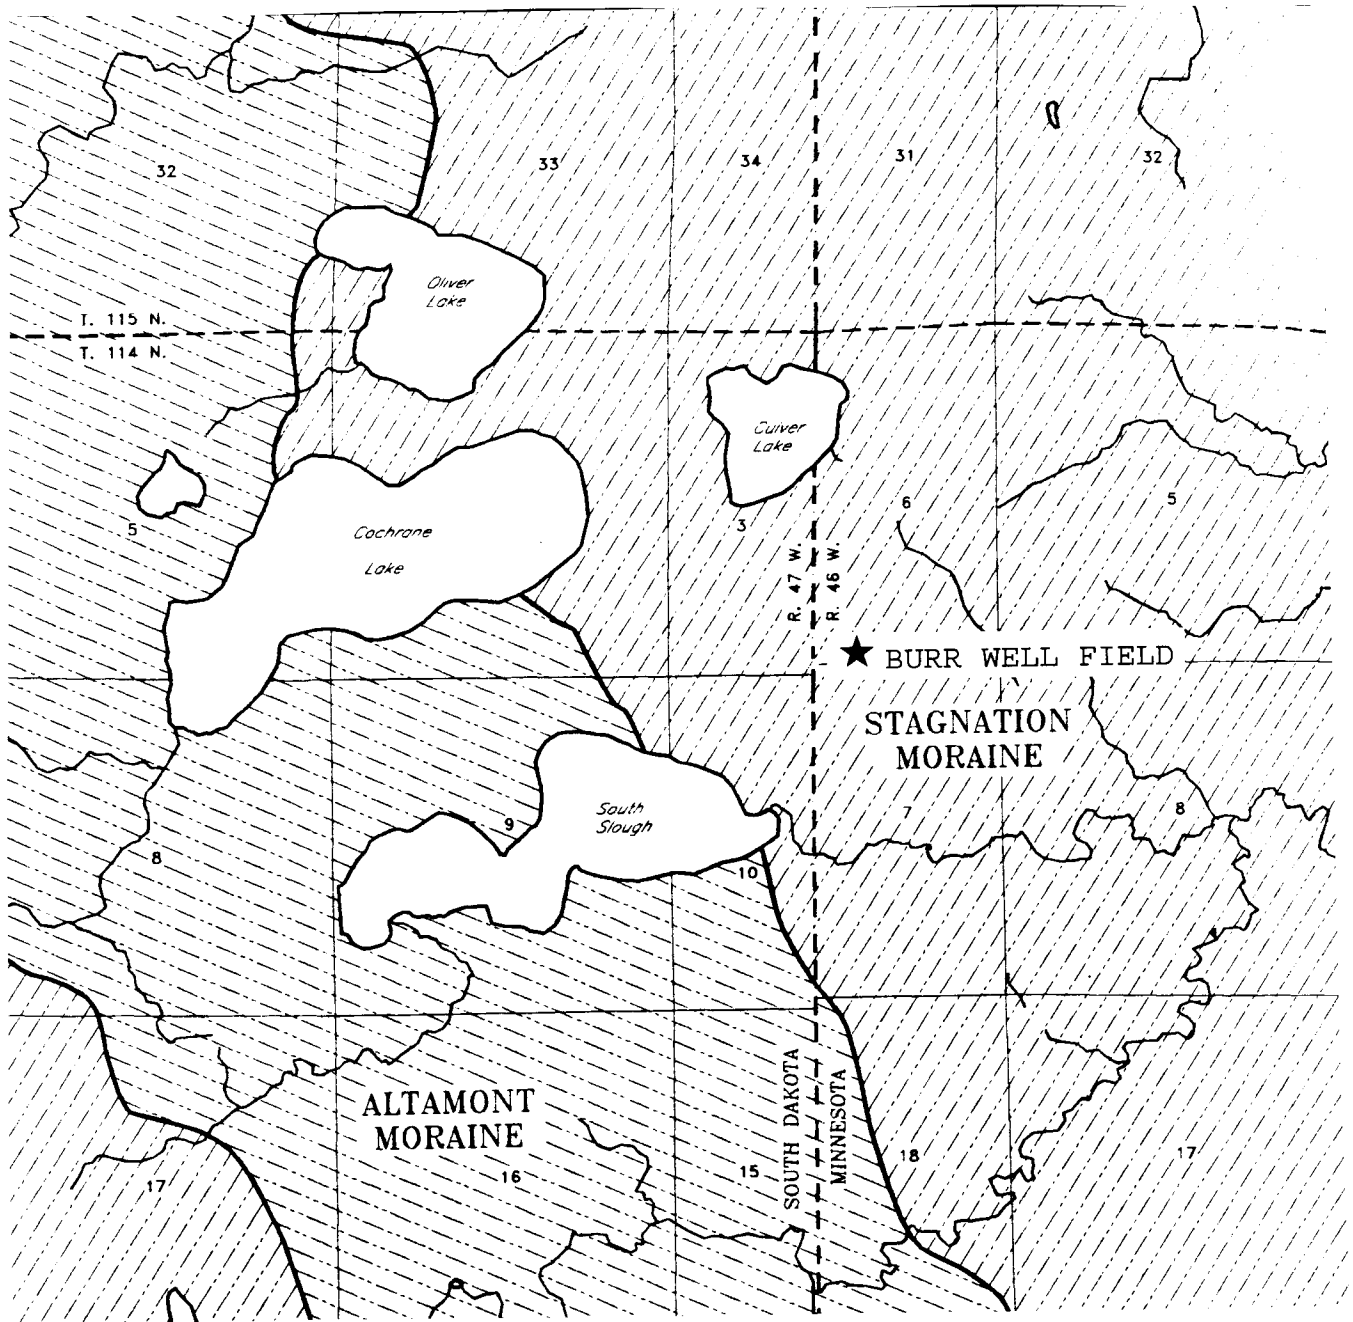 32
33
34
31
32
Oliver
Lake
T. 115 N.
T. 114 N.
Culver
Lake
5
Cochrane
Lake
3
6
5
R. 47 W.
R. 46 W.
BURR WELL FIELD
STAGNATION
MORAINE
8
9
South
Slough
10
7
8
ALTAMONT
MORAINE
SOUTH DAKOTA
MINNESOTA
17
16
15
18
17